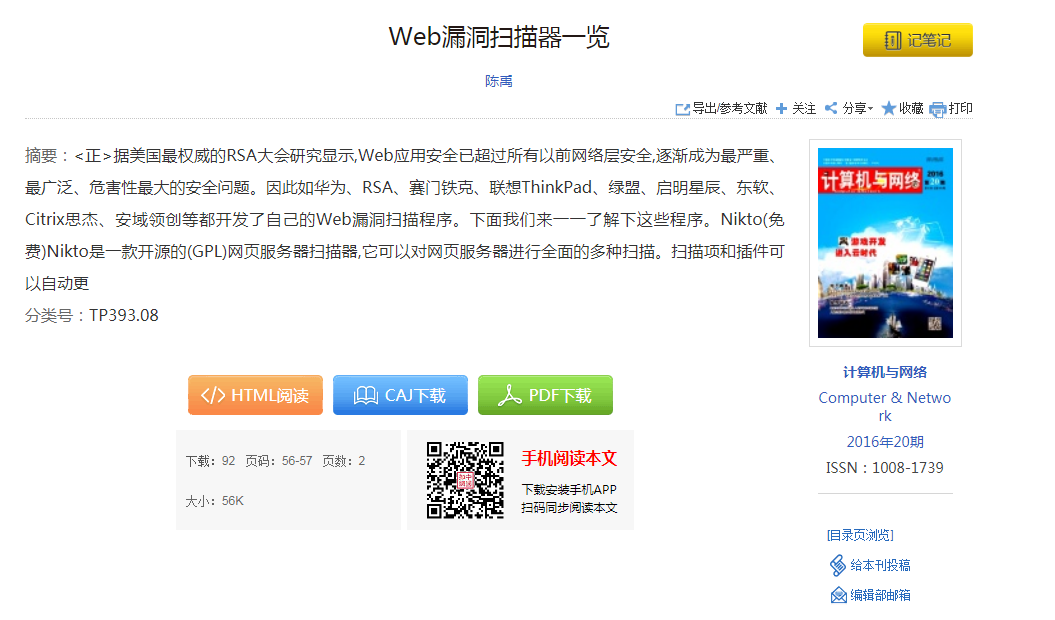 Web漏洞扫描器一览
记笔记
陈禹
导出/参考文献 关注 分享 收藏 打印
摘要：<正>据美国最权威的RSA大会研究显示,Web应用安全已超过所有以前网络层安全,逐渐成为最严重、
最广泛、危害性最大的安全问题。因此如华为、RSA、赛门铁克、联想ThinkPad、绿盟、启明星辰、东软、
Citrix思杰、安域领创等都开发了自己的Web漏洞扫描程序。下面我们来一一了解下这些程序。Nikto(免
费)Nikto是一款开源的(GPL)网页服务器扫描器,它可以对网页服务器进行全面的多种扫描。扫描项和插件可
以自动更
分类号：TP393.08
HTML阅读 CAJ下载 PDF下载
下载：92 页码：56-57 页数：2
大小：56K
手机阅读本文
下载安装手机APP
扫码同步阅读本文
计算机与网络
2016
游戏开发
进入云时代
计算机与网络
Computer & Netwo
rk
2016年20期
ISSN：1008-1739
[目录页浏览]
给本刊投稿
编辑部邮箱